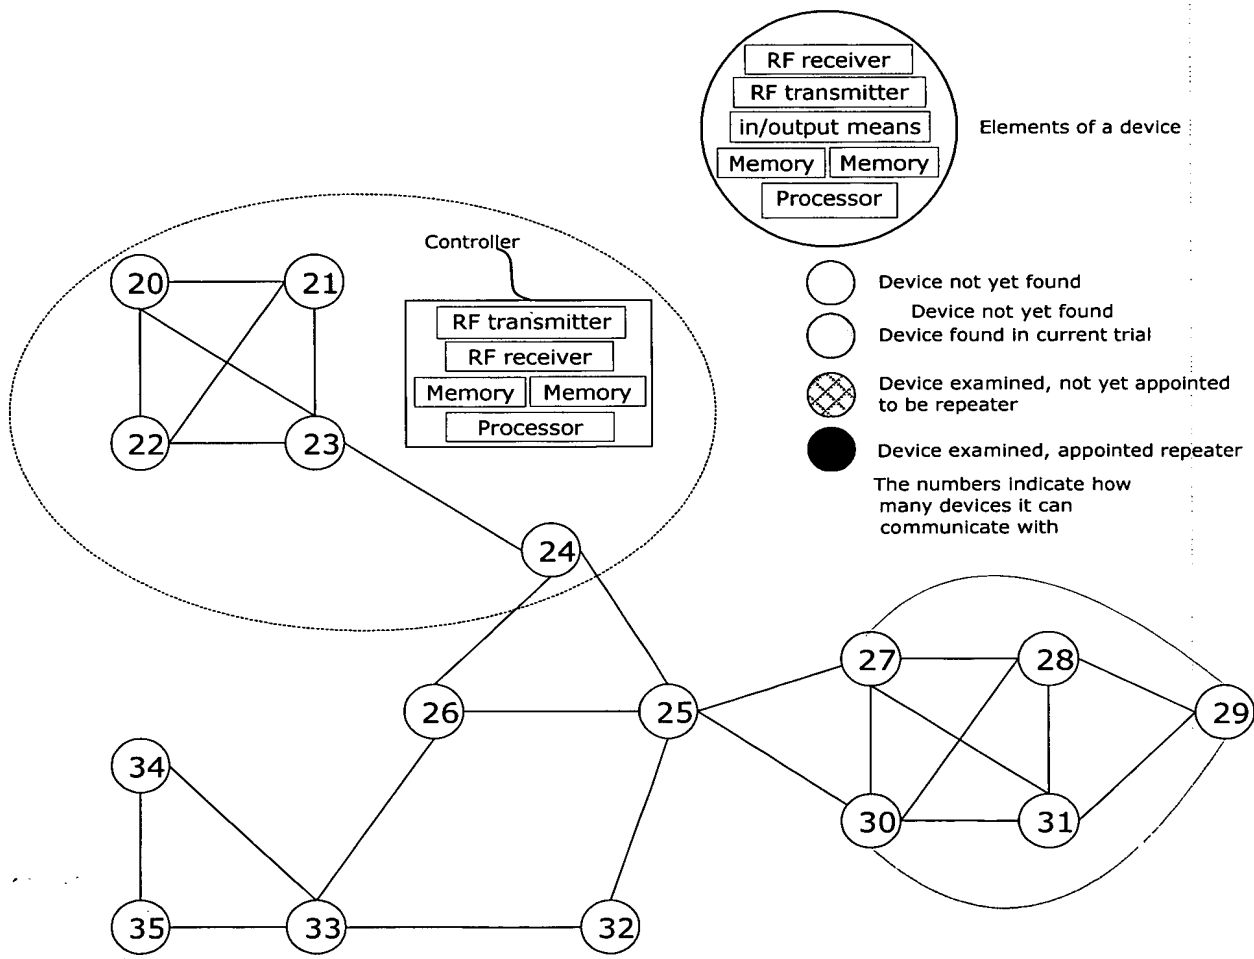 RF receiver
RF transmitter
in/output means
Memory Memory
Processor
Elements of a device
Controller
RF transmitter
RF receiver
Memory Memory
Processor
Device not yet found
Device not yet found
Device found in current trial
Device examined, not yet appointed
to be repeater
Device examined, appointed repeater
The numbers indicate how
many devices it can
communicate with
20 21
22 23
24
27 28
26 25 29
34
30 31
35 33 32